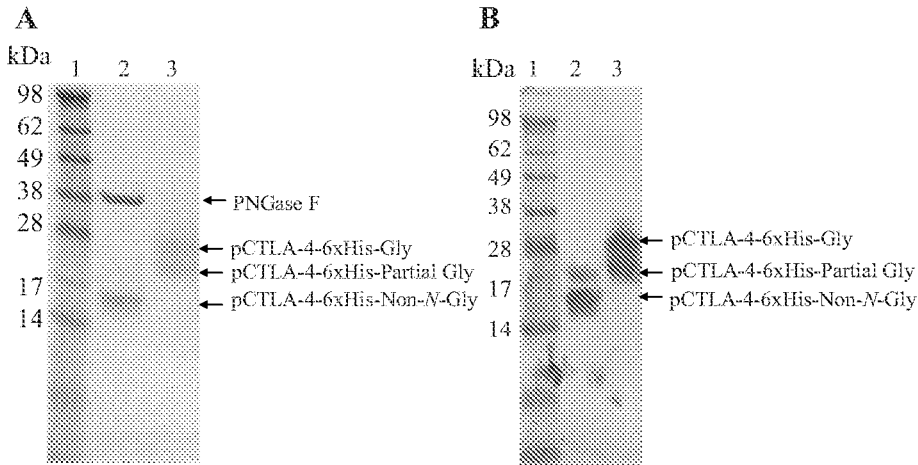 A
kDa
1 2 3
98
62
49
38
28
17
14
PNGase F
pCTLA-4-6xHis-Gly
pCTLA-4-6xHis-Partial Gly
pCTLA-4-6xHis-Non-N-Gly
B
kDa
1 2 3
98
62
49
38
28
17
14
pCTLA-4-6xHis-Gly
pCTLA-4-6xHis-Partial Gly
pCTLA-4-6xHis-Non-N-Gly